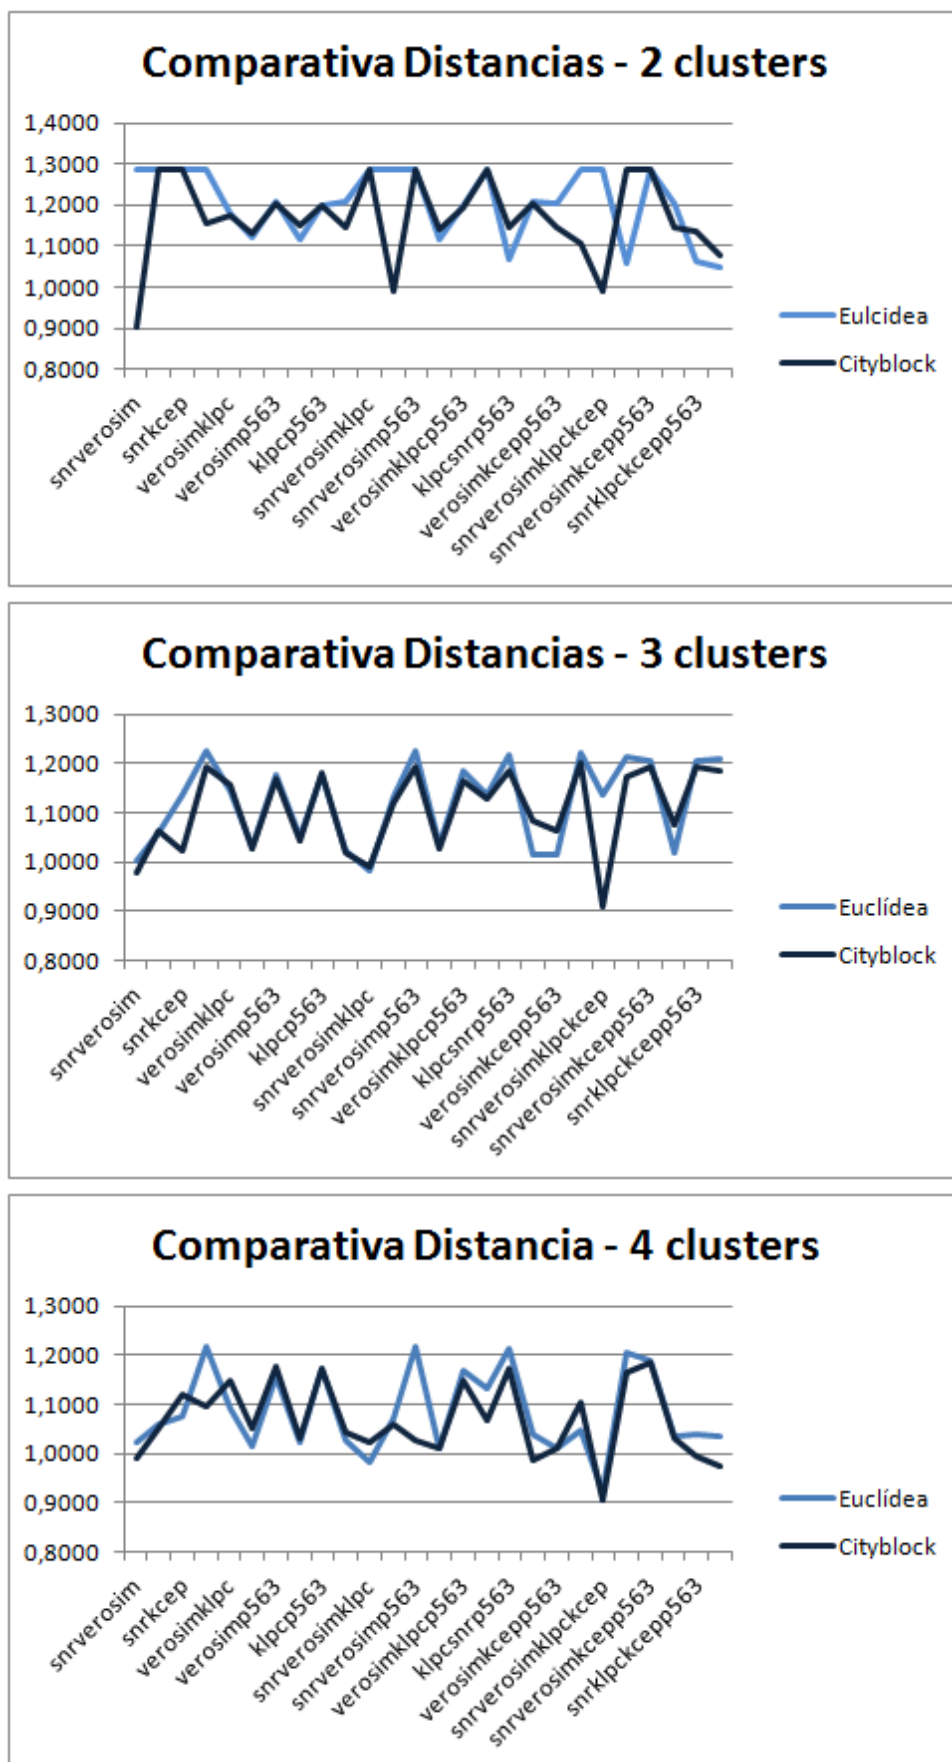 Comparativa Distancias - 2 clusters
1,4000
1,3000
1,2000
1,1000
1,0000
0,9000
0,8000
Eulcidea
Cityblock
snrverosim
snrkcep
verosimklpc
verosimp563
klpcp563
snrverosimklpc
snrverosimp563
verosimklpcp563
klpcsnrp563
verosimkcepp563
snrverosimklpckcep
snrverosimkcepp563
snrklpckcepp563
Comparativa Distancias - 3 clusters
1,3000
1,2000
1,1000
1,0000
0,9000
0,8000
Euclídea
Cityblock
snrverosim
snrkcep
verosimklpc
verosimp563
klpcp563
snrverosimklpc
snrverosimp563
verosimklpcp563
klpcsnrp563
verosimkcepp563
snrverosimklpckcep
snrverosimkcepp563
snrklpckcepp563
Comparativa Distancia - 4 clusters
1,3000
1,2000
1,1000
1,0000
0,9000
0,8000
Euclídea
Cityblock
snrverosim
snrkcep
verosimklpc
verosimp563
klpcp563
snrverosimklpc
snrverosimp563
verosimklpcp563
klpcsnrp563
verosimkcepp563
snrverosimklpckcep
snrverosimkcepp563
snrklpckcepp563